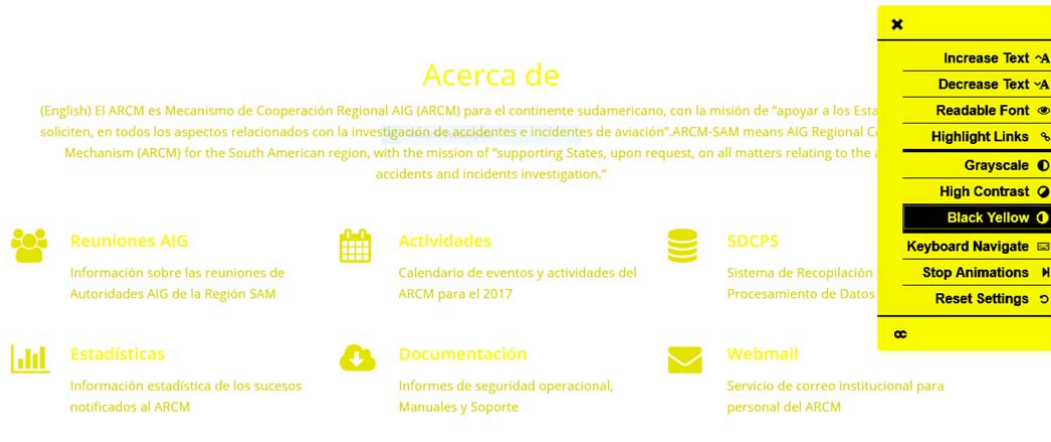 Acerca de
(English) El ARCM es Mecanismo de Cooperación Regional AIG (ARCM) para el continente sudamericano, con la misión de “apoyar a los Esta
soliciten, en todos los aspectos relacionados con la investigación de accidentes e incidentes de aviación”.ARCM-SAM means AIG Regional C
Mechanism (ARCM) for the South American region, with the mission of “supporting States, upon request, on all matters relating to the
accidents and incidents investigation.”
Reuniones AIG
Información sobre las reuniones de
Autoridades AIG de la Región SAM
Actividades
Calendario de eventos y actividades del
ARCM para el 2017
SDCPS
Sistema de Recopilación
Procesamiento de Datos
Estadísticas
Información estadística de los sucesos
notificados al ARCM
Documentación
Informes de seguridad operacional,
Manuales y Soporte
Webmail
Servicio de correo institucional para
personal del ARCM
Increase Text
Decrease Text
Readable Font
Highlight Links
Grayscale
High Contrast
Black Yellow
Keyboard Navigate
Stop Animations
Reset Settings